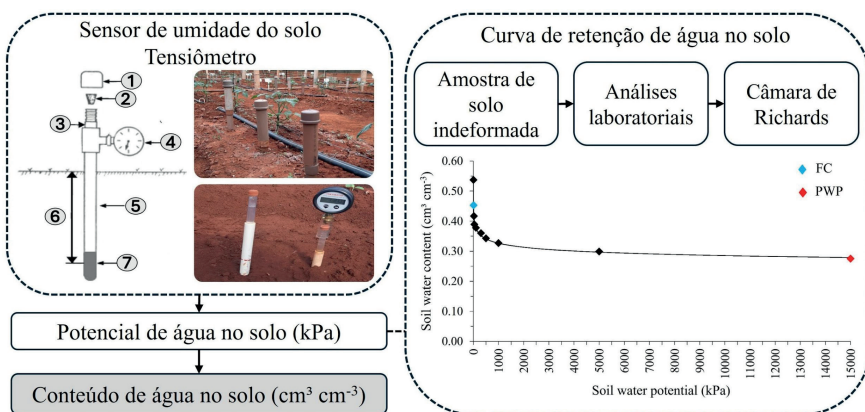 Sensor de umidade do solo
Tensiômetro
1
2
3
4
5
6
7
Potencial de água no solo (kPa)
Conteúdo de água no solo (cm³ cm⁻³)
Curva de retenção de água no solo
Amostra de
solo
indeformada
Análises
laboratoriais
Câmara de
Richards
FC
PWP
Soil water content (cm³ cm⁻³)
0.60
0.50
0.40
0.30
0.20
0.10
0.00
0
1000
2000
3000
4000
5000
6000
7000
8000
9000
10000
11000
12000
13000
14000
15000
Soil water potential (kPa)